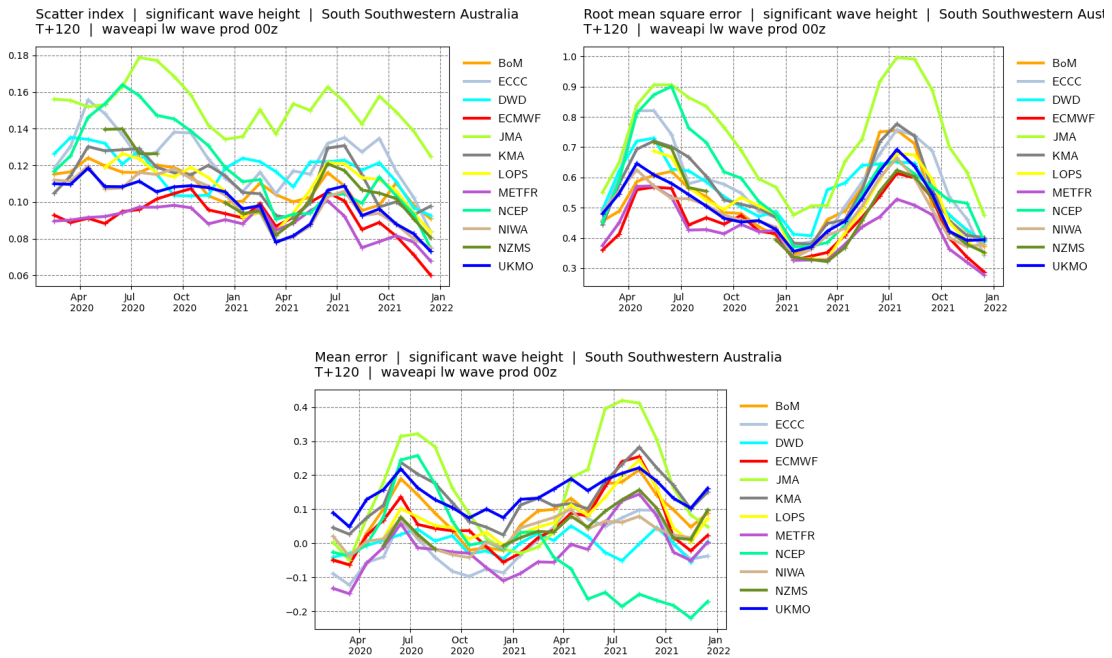 Scatter index | significant wave height | South Southwestern Australia
T+120 | waveapi lw wave prod 00z
0.18
0.16
0.14
0.12
0.10
0.08
0.06
Apr 2020
Jul 2020
Oct 2020
Jan 2021
Apr 2021
Jul 2021
Oct 2021
Jan 2022
BoM
ECCC
DWD
ECMWF
JMA
KMA
LOPS
METFR
NCEP
NIWA
NZMS
UKMO
Root mean square error | significant wave height | South Southwestern Aust
T+120 | waveapi lw wave prod 00z
1.0
0.9
0.8
0.7
0.6
0.5
0.4
0.3
Apr 2020
Jul 2020
Oct 2020
Jan 2021
Apr 2021
Jul 2021
Oct 2021
Jan 2022
BoM
ECCC
DWD
ECMWF
JMA
KMA
LOPS
METFR
NCEP
NIWA
NZMS
UKMO
Mean error | significant wave height | South Southwestern Australia
T+120 | waveapi lw wave prod 00z
0.4
0.3
0.2
0.1
0.0
−0.1
−0.2
Apr 2020
Jul 2020
Oct 2020
Jan 2021
Apr 2021
Jul 2021
Oct 2021
Jan 2022
BoM
ECCC
DWD
ECMWF
JMA
KMA
LOPS
METFR
NCEP
NIWA
NZMS
UKMO